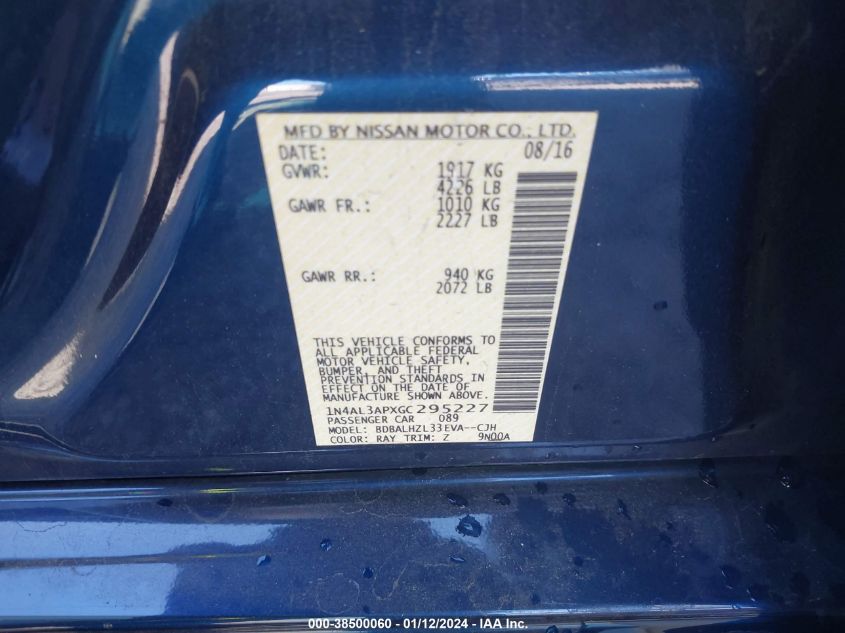 MFD BY NISSAN MOTOR CO., LTD.
DATE: 08/16
GVWR: 1917 KG
4226 LB
GAWR FR.: 1010 KG
2227 LB
GAWR RR.: 940 KG
2072 LB
THIS VEHICLE CONFORMS TO
ALL APPLICABLE FEDERAL
MOTOR VEHICLE SAFETY,
BUMPER, AND THEFT
PREVENTION STANDARDS IN
EFFECT ON THE DATE OF
MANUFACTURE SHOWN ABOVE.
1N4AL3APXGC295227
PASSENGER CAR 089
MODEL: BDBALHZL33EVA--CJH
COLOR: RAY TRIM: Z 9N00A
000-38500060 - 01/12/2024 - IAA Inc.